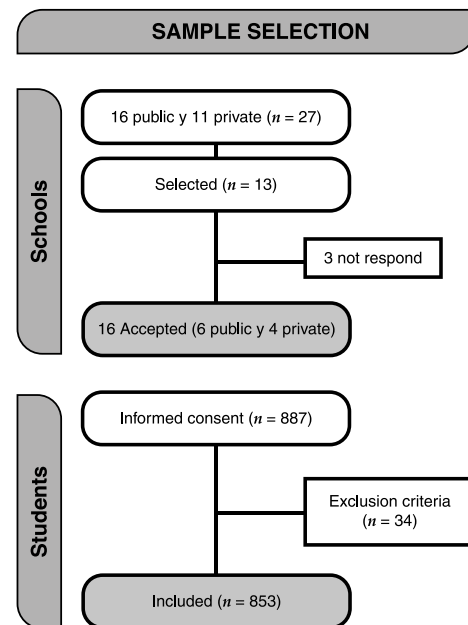 SAMPLE SELECTION
Schools
16 public y 11 private (n = 27)
Selected (n = 13)
3 not respond
16 Accepted (6 public y 4 private)
Students
Informed consent (n = 887)
Exclusion criteria
(n = 34)
Included (n = 853)